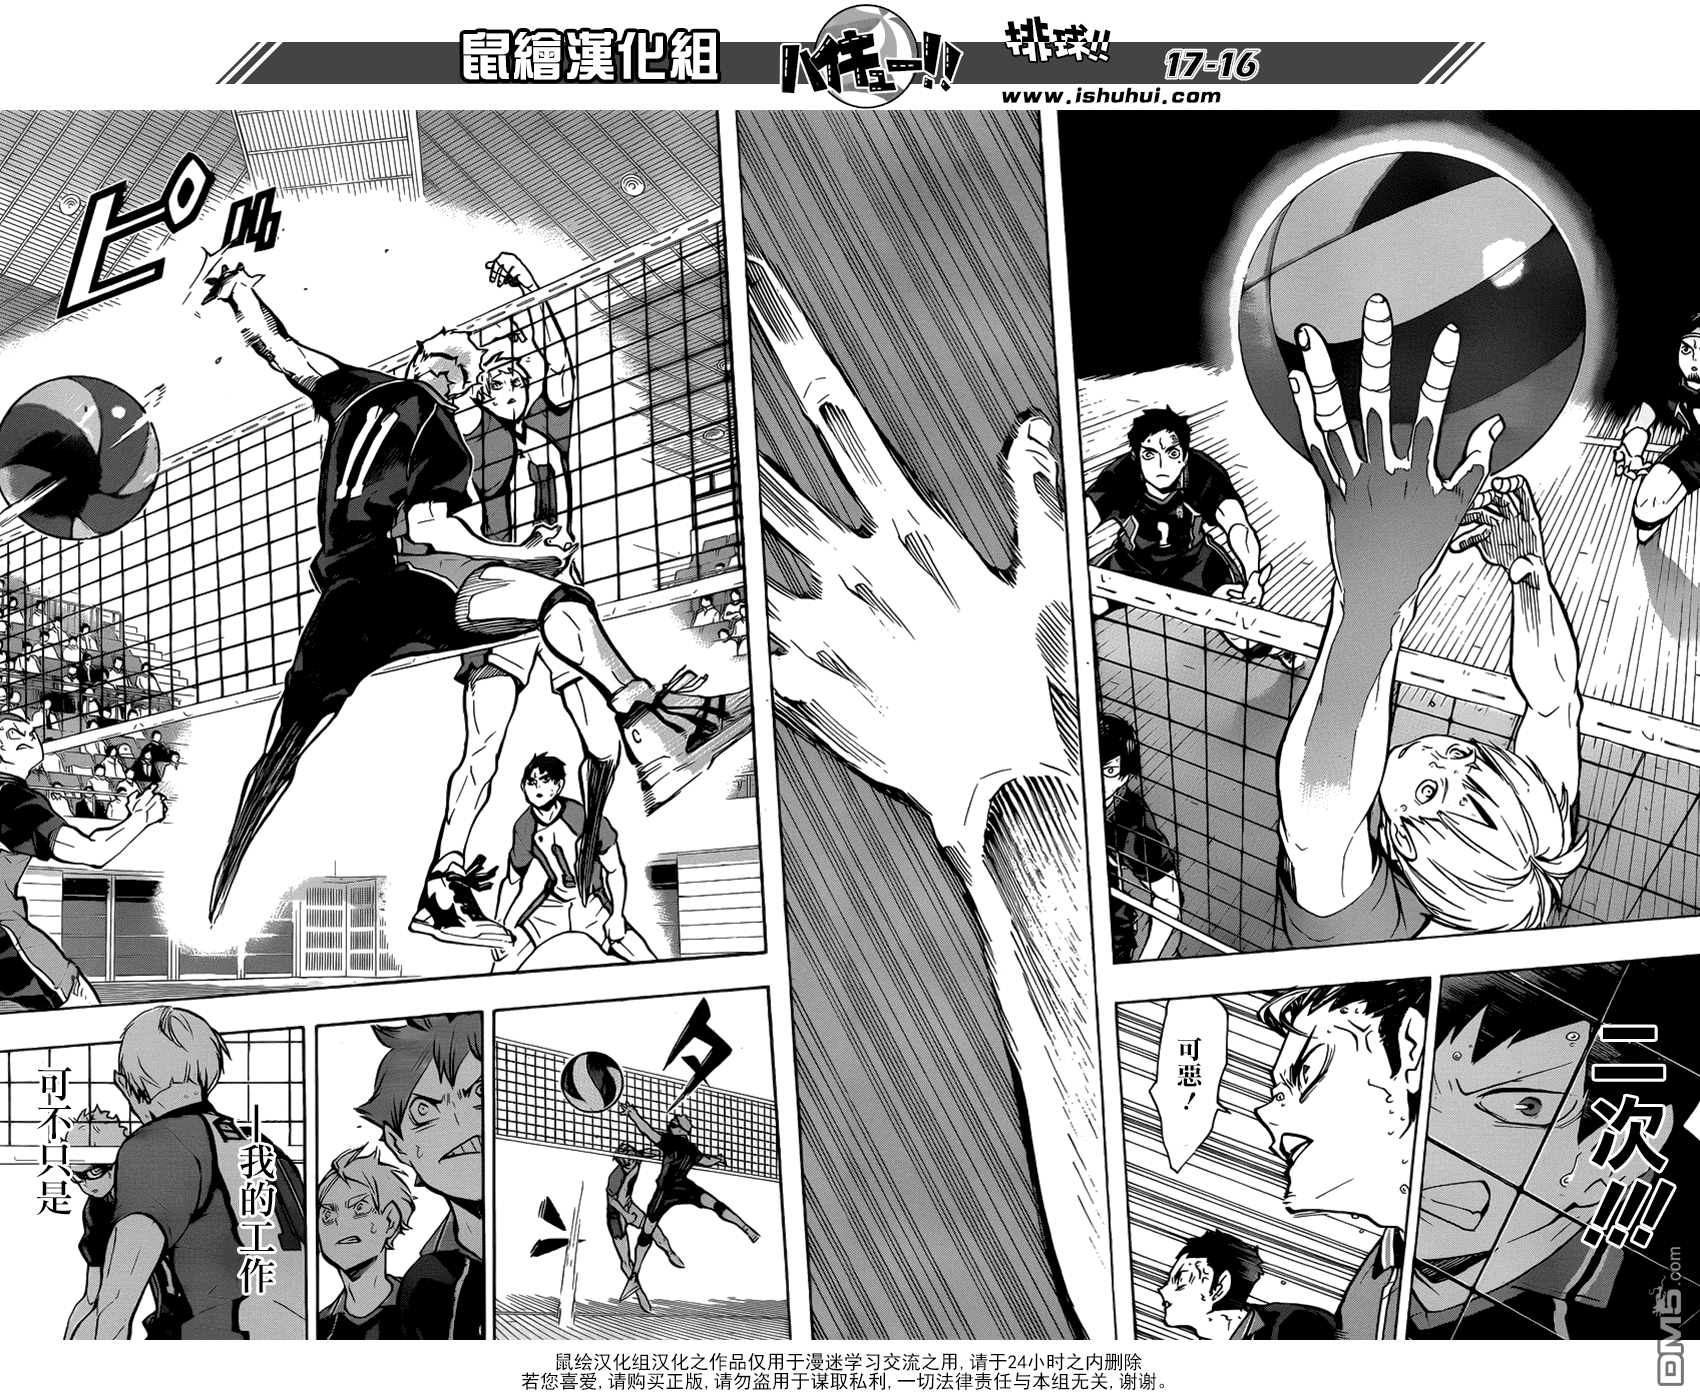 鼠繪漢化組
ハイキュー!!
排球!!
17-16
www.ishuhui.com
二次!!!
可惡!
1
ピッ
11
タ
——我的工作
可不只是
DM5.com
鼠绘汉化组汉化之作品仅用于漫迷学习交流之用,请于24小时之内删除
若您喜爱,请购买正版,请勿盗用于谋取私利,一切法律责任与本组无关,谢谢。